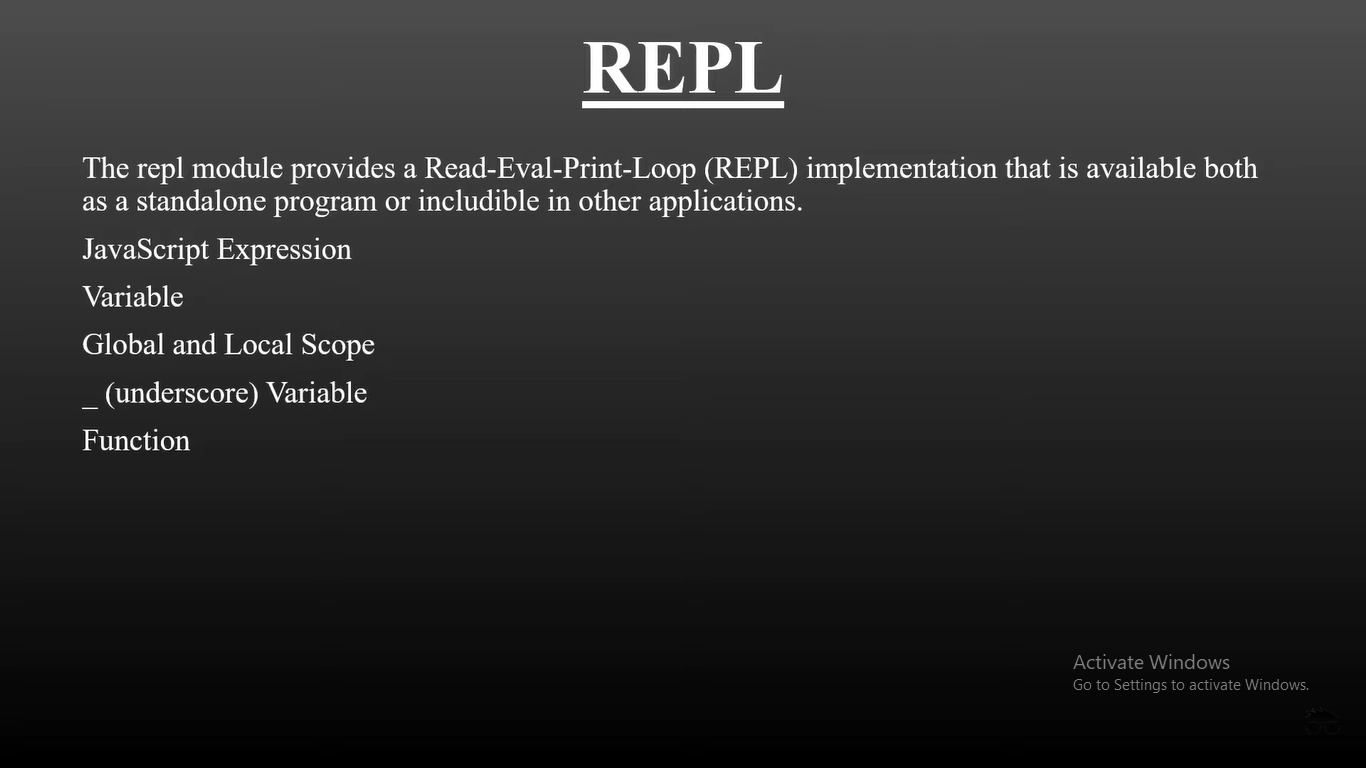 REPL
The repl module provides a Read-Eval-Print-Loop (REPL) implementation that is available both
as a standalone program or includible in other applications.
JavaScript Expression
Variable
Global and Local Scope
_ (underscore) Variable
Function
Activate Windows
Go to Settings to activate Windows.